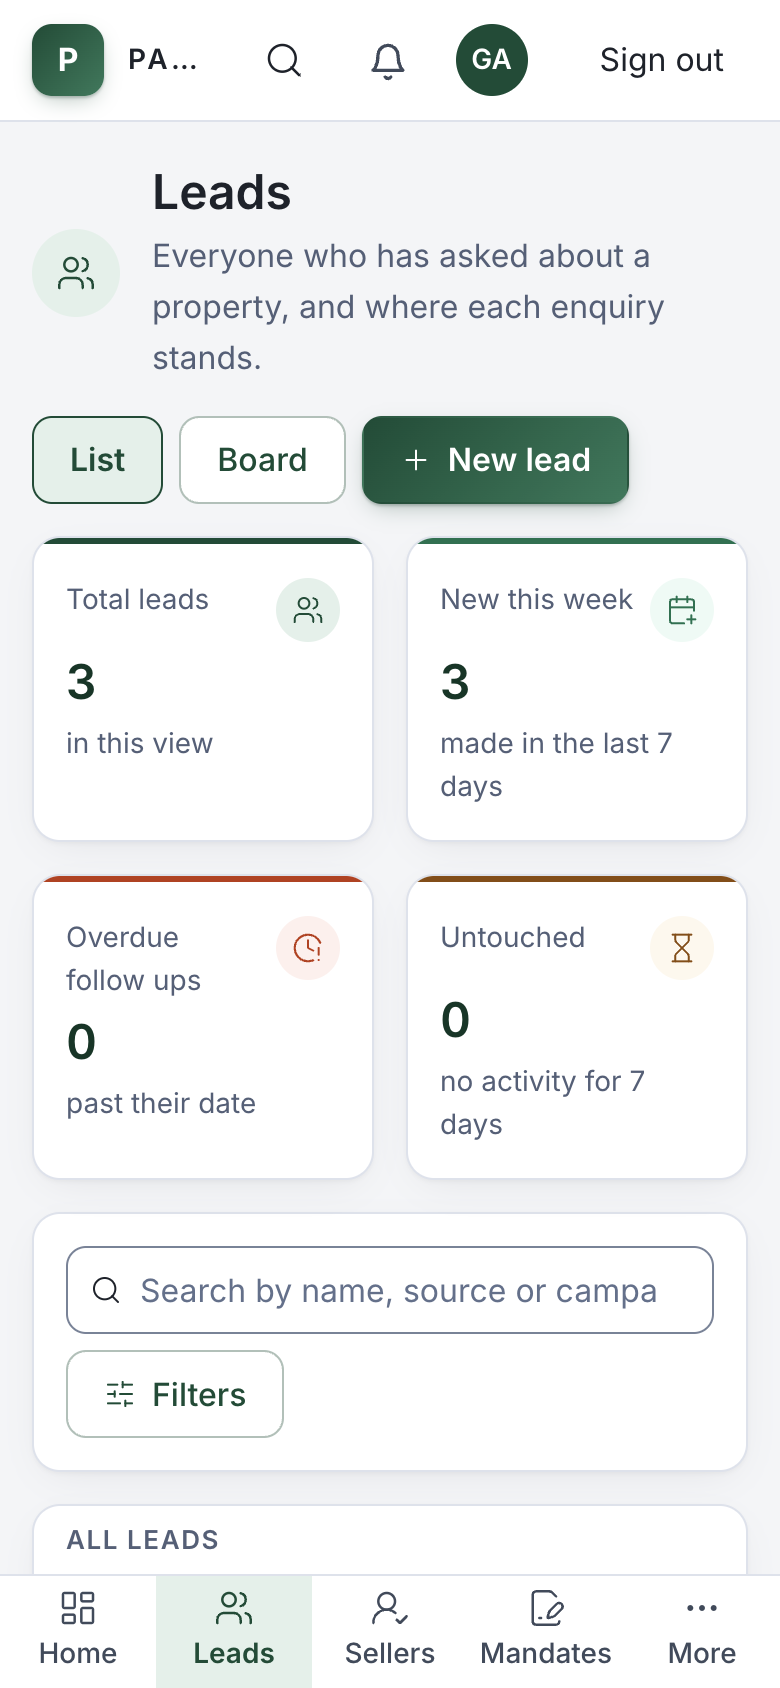 P PA... GA Sign out
Leads
Everyone who has asked about a
property, and where each enquiry
stands.
List Board + New lead
Total leads
3
in this view
New this week
3
made in the last 7
days
Overdue
follow ups
0
past their date
Untouched
0
no activity for 7
days
Search by name, source or campa
Filters
ALL LEADS
Home Leads Sellers Mandates More